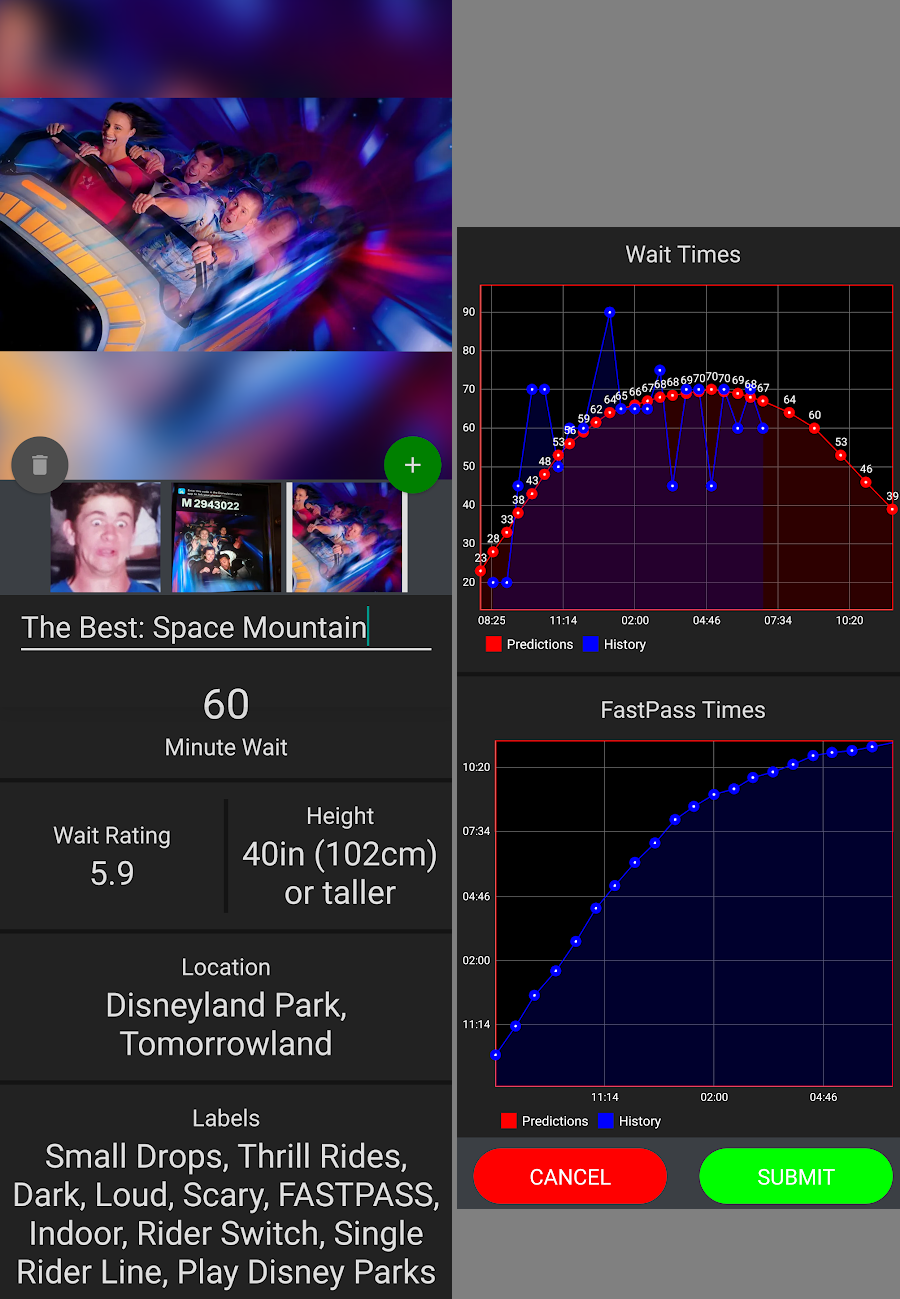 M 2943022
The Best: Space Mountain
60
Minute Wait
Wait Rating
5.9
Height
40in (102cm)
or taller
Location
Disneyland Park,
Tomorrowland
Labels
Small Drops, Thrill Rides,
Dark, Loud, Scary, FASTPASS,
Indoor, Rider Switch, Single
Rider Line, Play Disney Parks
Wait Times
90
80
70
60
50
40
30
20
23
28
33
38
43
48
53
56
59
62
64
65
66
67
68
68
69
70
70
70
69
68
67
64
60
53
46
39
08:25 11:14 02:00 04:46 07:34 10:20
Predictions History
FastPass Times
10:20
07:34
04:46
02:00
11:14
11:14 02:00 04:46
Predictions History
CANCEL SUBMIT